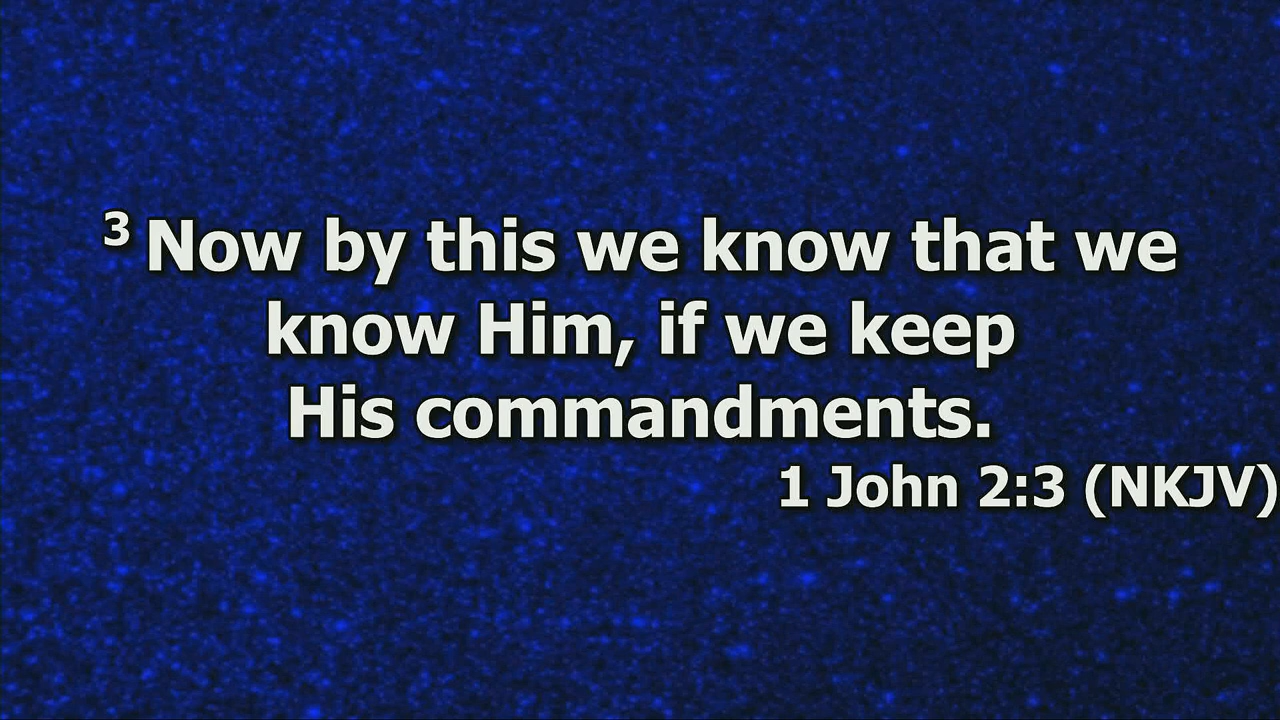 3 Now by this we know that we
know Him, if we keep
His commandments.
1 John 2:3 (NKJV)